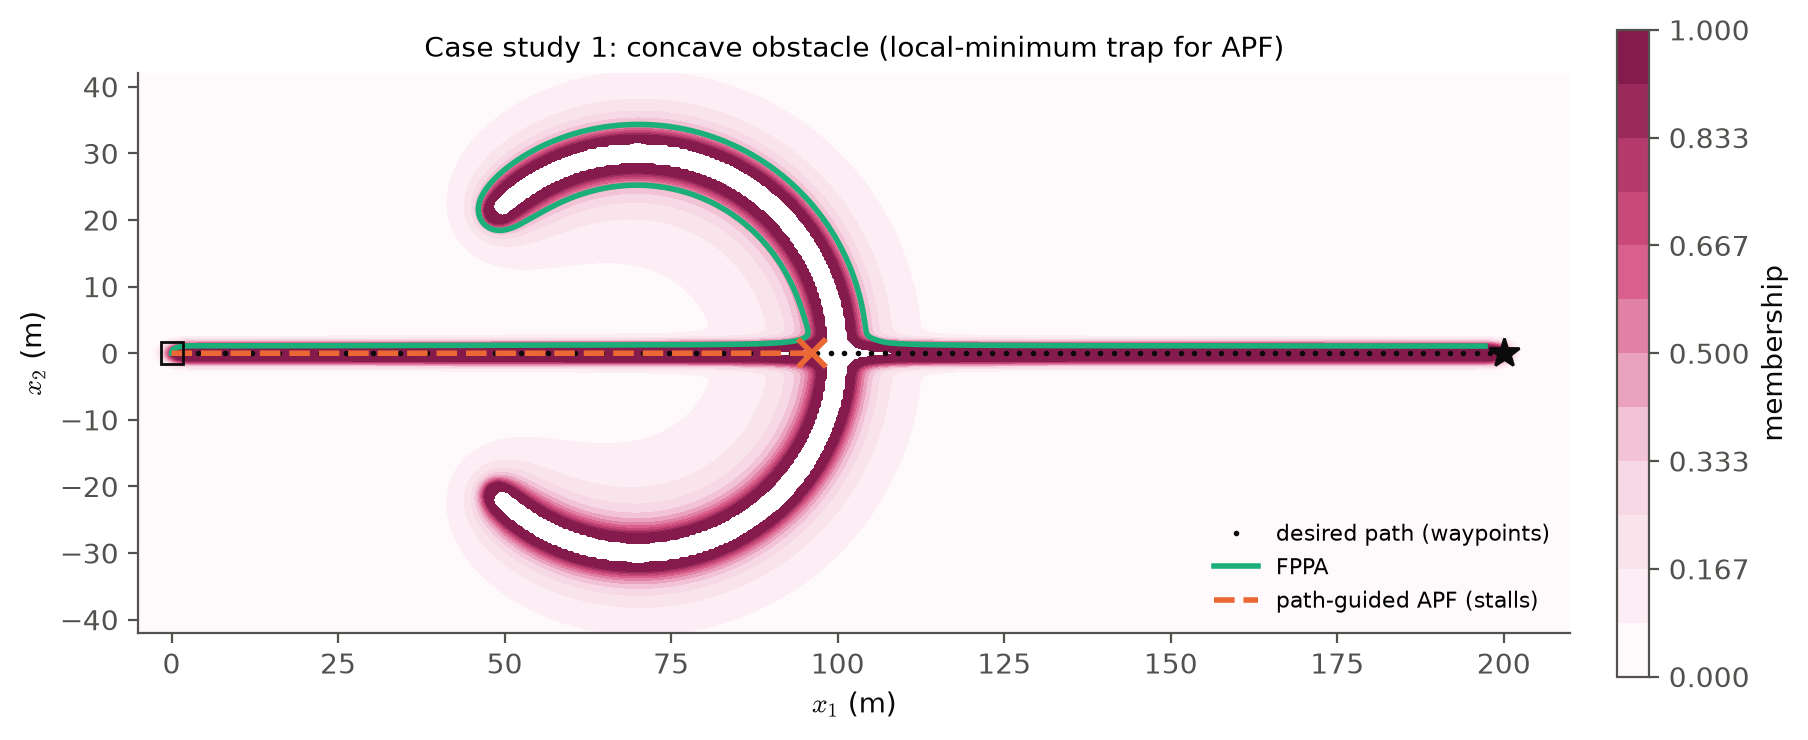 Case study 1: concave obstacle (local-minimum trap for APF)
40
30
20
10
0
−10
−20
−30
−40
x₂ (m)
0 25 50 75 100 125 150 175 200
x₁ (m)
desired path (waypoints)
FPPA
path-guided APF (stalls)
1.000
0.833
0.667
0.500
0.333
0.167
0.000
membership